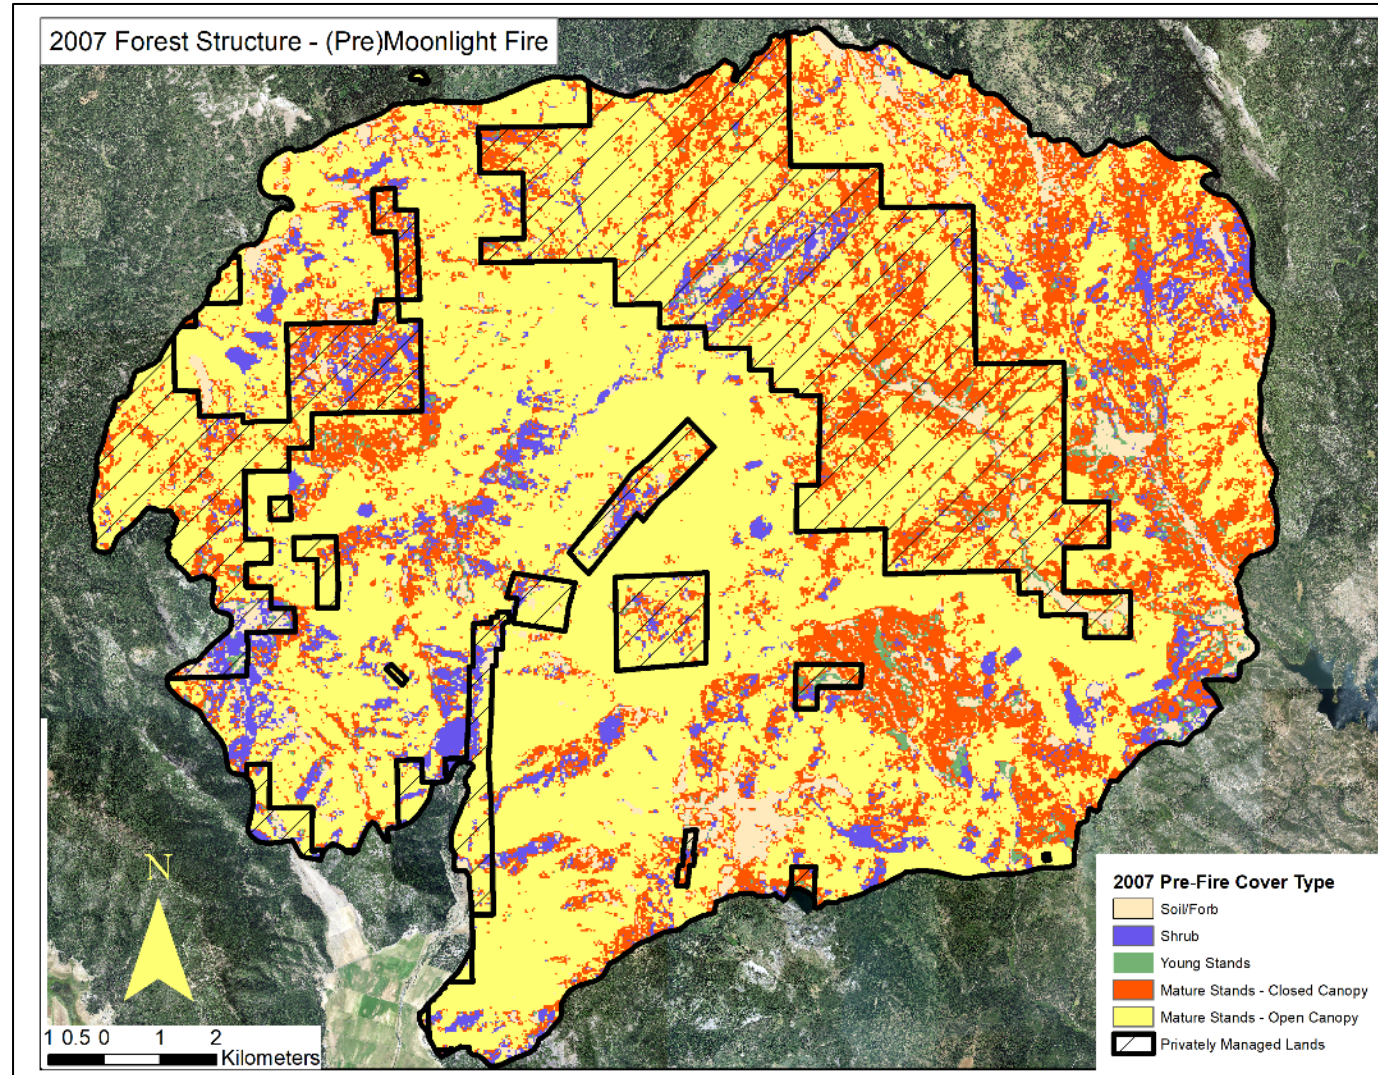 2007 Forest Structure - (Pre)Moonlight Fire
N
1 0.5 0 1 2
Kilometers
2007 Pre-Fire Cover Type
Soil/Forb
Shrub
Young Stands
Mature Stands - Closed Canopy
Mature Stands - Open Canopy
Privately Managed Lands